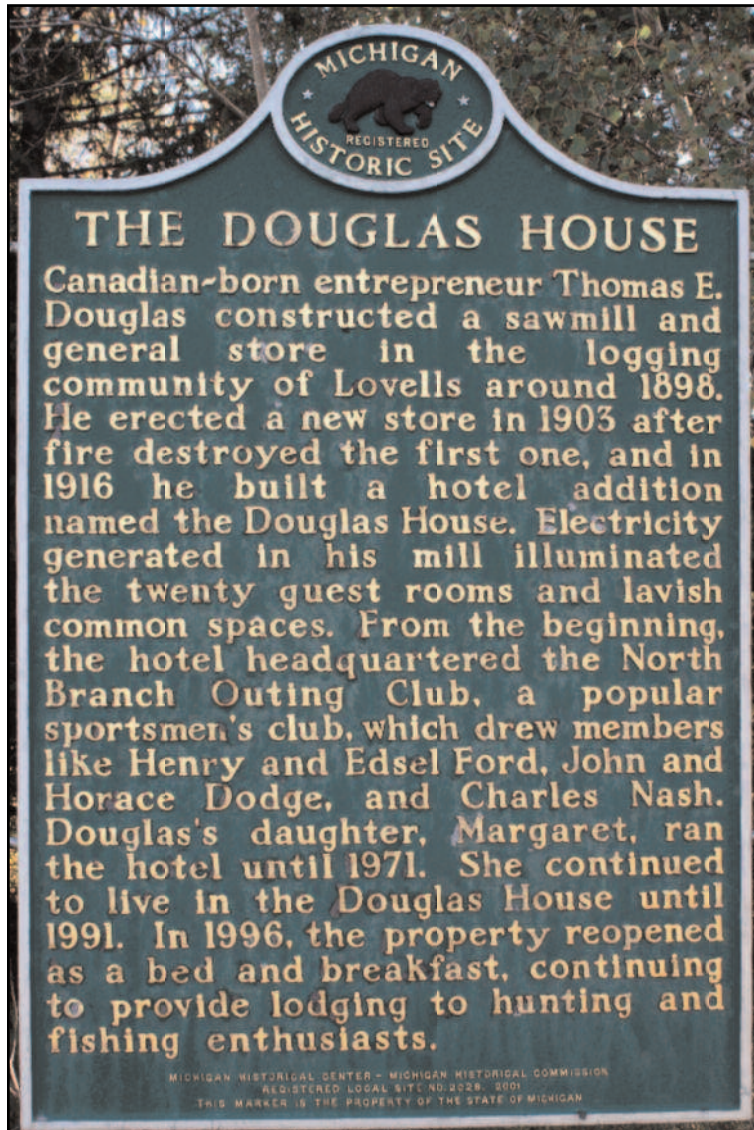 MICHIGAN
REGISTERED
HISTORIC SITE
THE DOUGLAS HOUSE
Canadian-born entrepreneur Thomas E.
Douglas constructed a sawmill and
general store in the logging
community of Lovells around 1898.
He erected a new store in 1903 after
fire destroyed the first one, and in
1916 he built a hotel addition
named the Douglas House. Electricity
generated in his mill illuminated
the twenty guest rooms and lavish
common spaces. From the beginning,
the hotel headquartered the North
Branch Outing Club, a popular
sportsmen's club, which drew members
like Henry and Edsel Ford, John and
Horace Dodge, and Charles Nash.
Douglas's daughter, Margaret, ran
the hotel until 1971. She continued
to live in the Douglas House until
1991. In 1996, the property reopened
as a bed and breakfast, continuing
to provide lodging to hunting and
fishing enthusiasts.
MICHIGAN HISTORICAL CENTER - MICHIGAN HISTORICAL COMMISSION
REGISTERED LOCAL SITE NO. 2028, 2001
THIS MARKER IS THE PROPERTY OF THE STATE OF MICHIGAN